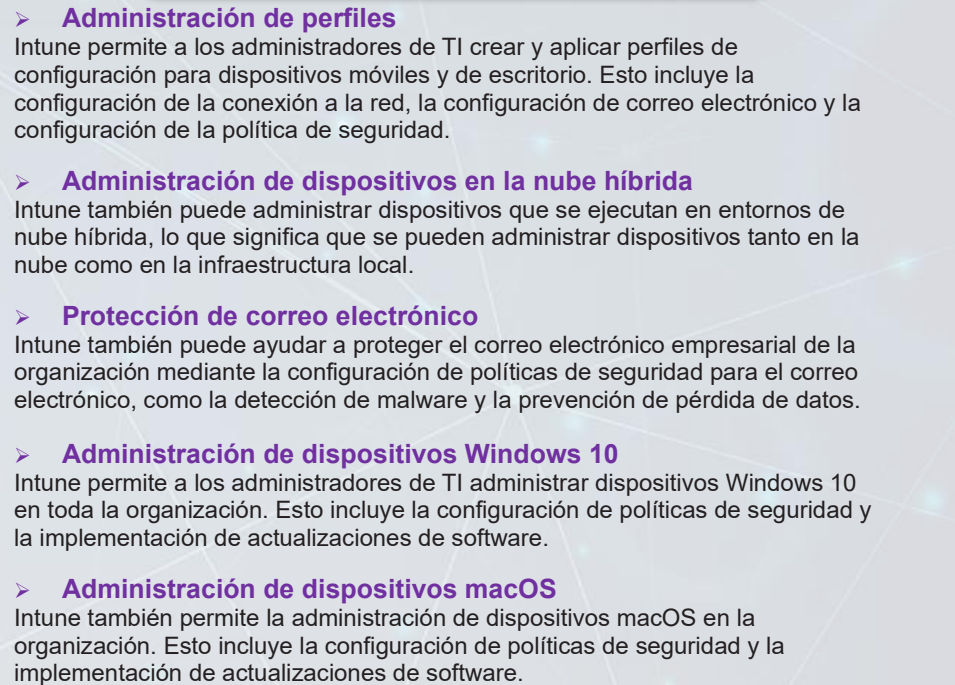 ➢ Administración de perfiles
Intune permite a los administradores de TI crear y aplicar perfiles de
configuración para dispositivos móviles y de escritorio. Esto incluye la
configuración de la conexión a la red, la configuración de correo electrónico y la
configuración de la política de seguridad.
➢ Administración de dispositivos en la nube híbrida
Intune también puede administrar dispositivos que se ejecutan en entornos de
nube híbrida, lo que significa que se pueden administrar dispositivos tanto en la
nube como en la infraestructura local.
➢ Protección de correo electrónico
Intune también puede ayudar a proteger el correo electrónico empresarial de la
organización mediante la configuración de políticas de seguridad para el correo
electrónico, como la detección de malware y la prevención de pérdida de datos.
➢ Administración de dispositivos Windows 10
Intune permite a los administradores de TI administrar dispositivos Windows 10
en toda la organización. Esto incluye la configuración de políticas de seguridad y
la implementación de actualizaciones de software.
➢ Administración de dispositivos macOS
Intune también permite la administración de dispositivos macOS en la
organización. Esto incluye la configuración de políticas de seguridad y la
implementación de actualizaciones de software.